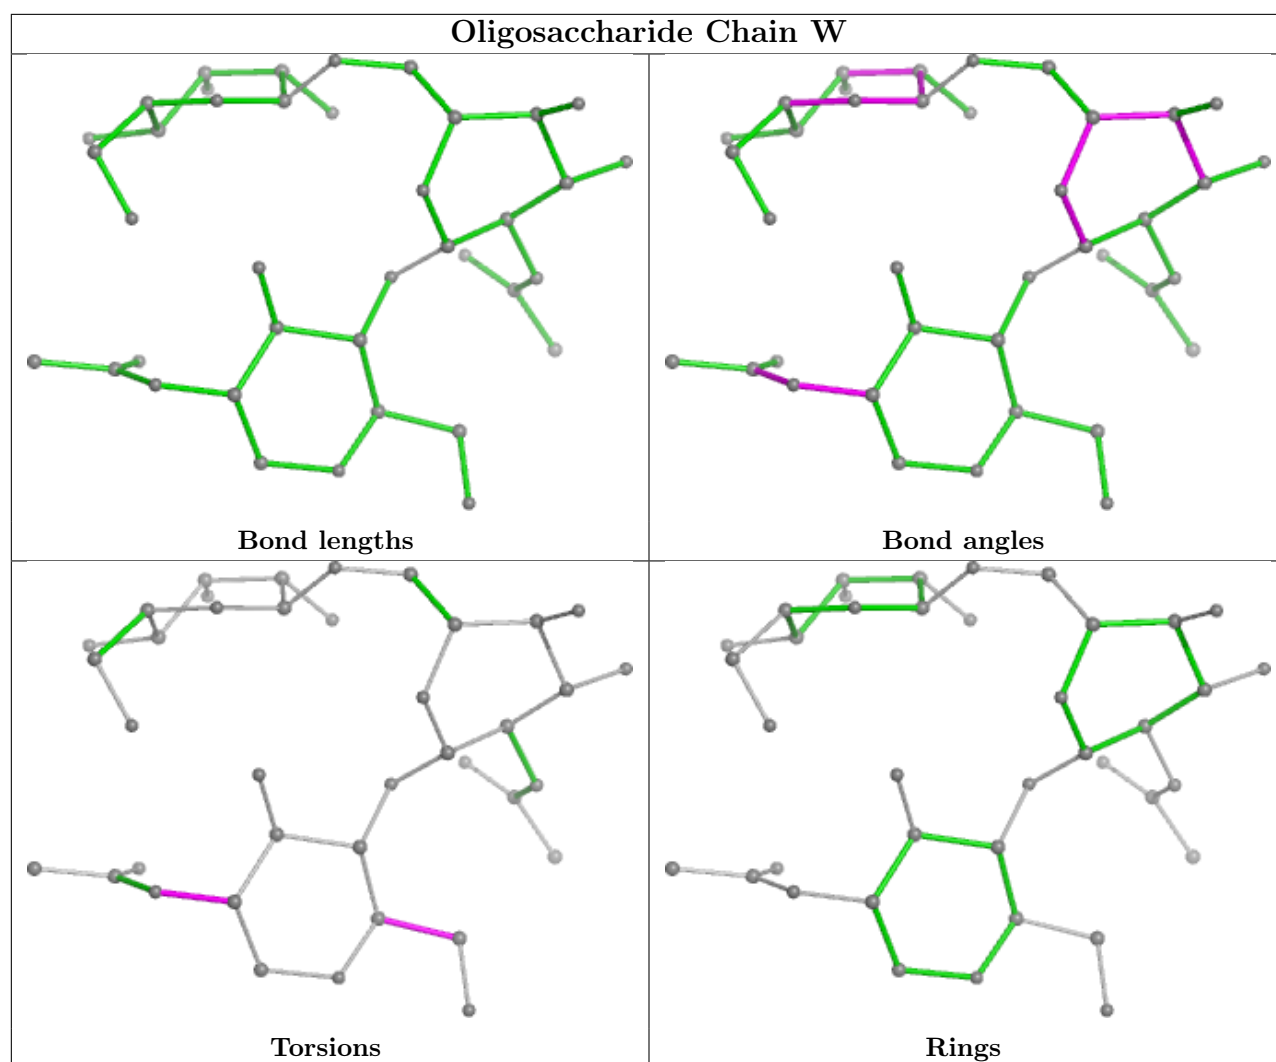 Oligosaccharide Chain W
Bond lengths
Bond angles
Torsions
Rings